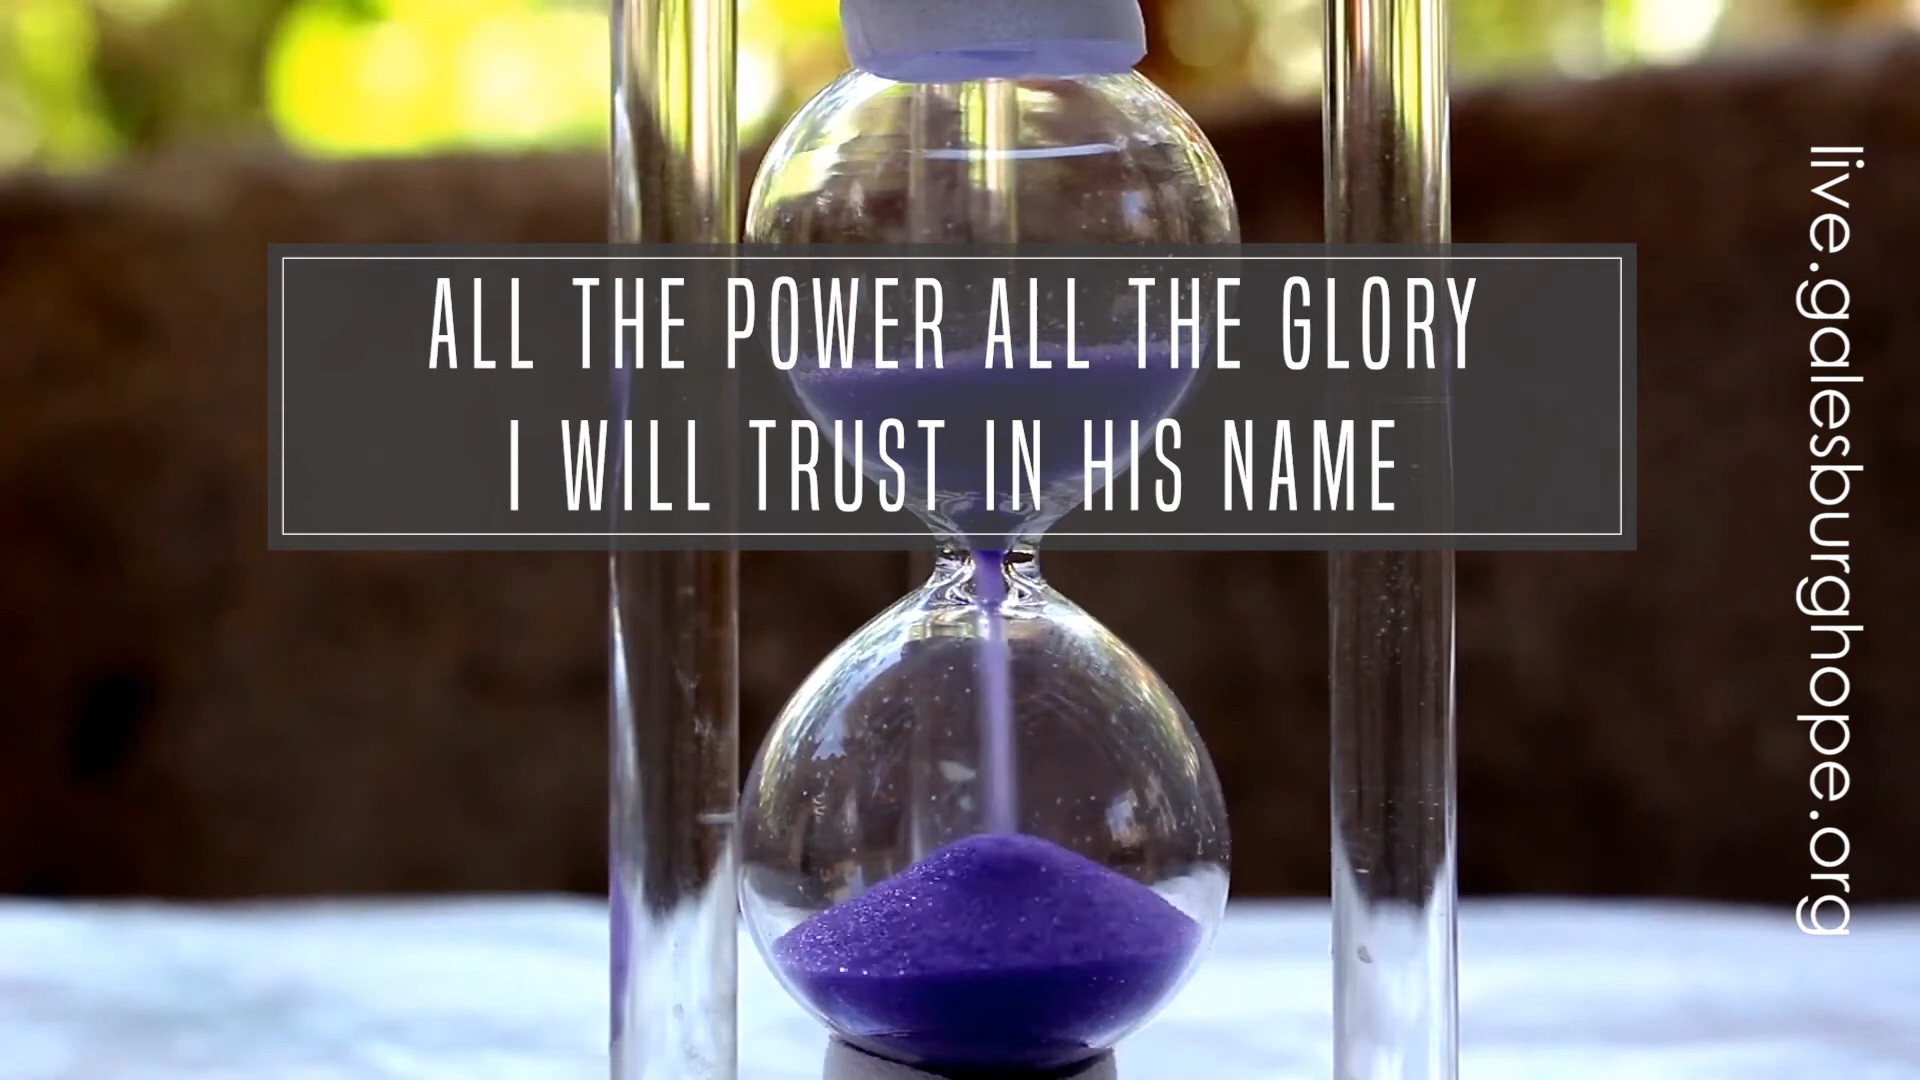 ALL THE POWER ALL THE GLORY
I WILL TRUST IN HIS NAME
live.galesburghope.org